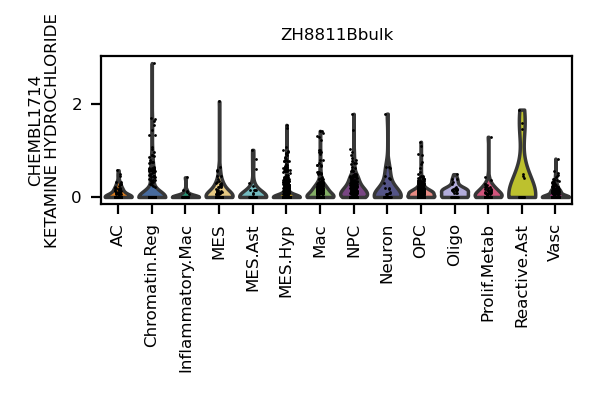 ZH8811Bbulk
CHEMBL1714
KETAMINE HYDROCHLORIDE
2
0
AC
Chromatin.Reg
Inflammatory.Mac
MES
MES.Ast
MES.Hyp
Mac
NPC
Neuron
OPC
Oligo
Prolif.Metab
Reactive.Ast
Vasc